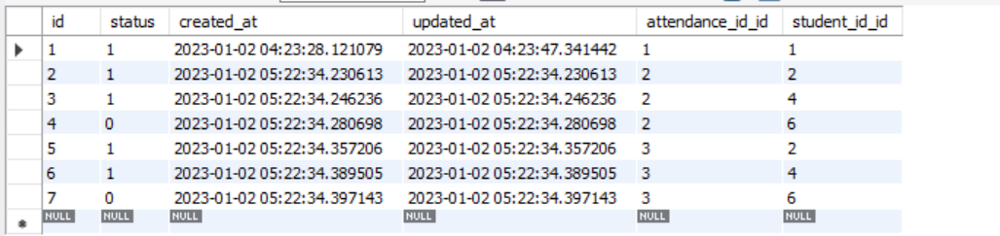 id status created_at updated_at attendance_id_id student_id_id
1 1 2023-01-02 04:23:28.121079 2023-01-02 04:23:47.341442 1 1
2 1 2023-01-02 05:22:34.230613 2023-01-02 05:22:34.230613 2 2
3 1 2023-01-02 05:22:34.246236 2023-01-02 05:22:34.246236 2 4
4 0 2023-01-02 05:22:34.280698 2023-01-02 05:22:34.280698 2 6
5 1 2023-01-02 05:22:34.357206 2023-01-02 05:22:34.357206 3 2
6 1 2023-01-02 05:22:34.389505 2023-01-02 05:22:34.389505 3 4
7 0 2023-01-02 05:22:34.397143 2023-01-02 05:22:34.397143 3 6
NULL NULL NULL NULL NULL NULL